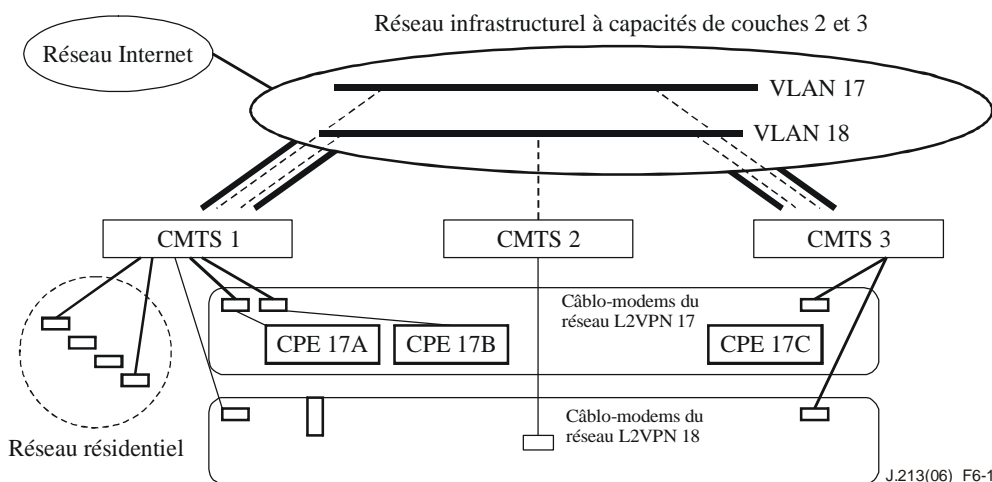 Réseau infrastructurel à capacités de couches 2 et 3
Réseau Internet
VLAN 17
VLAN 18
CMTS 1
CMTS 2
CMTS 3
Câblo-modems du
réseau L2VPN 17
CPE 17A
CPE 17B
CPE 17C
Câblo-modems du
réseau L2VPN 18
Réseau résidentiel
J.213(06)_F6-1